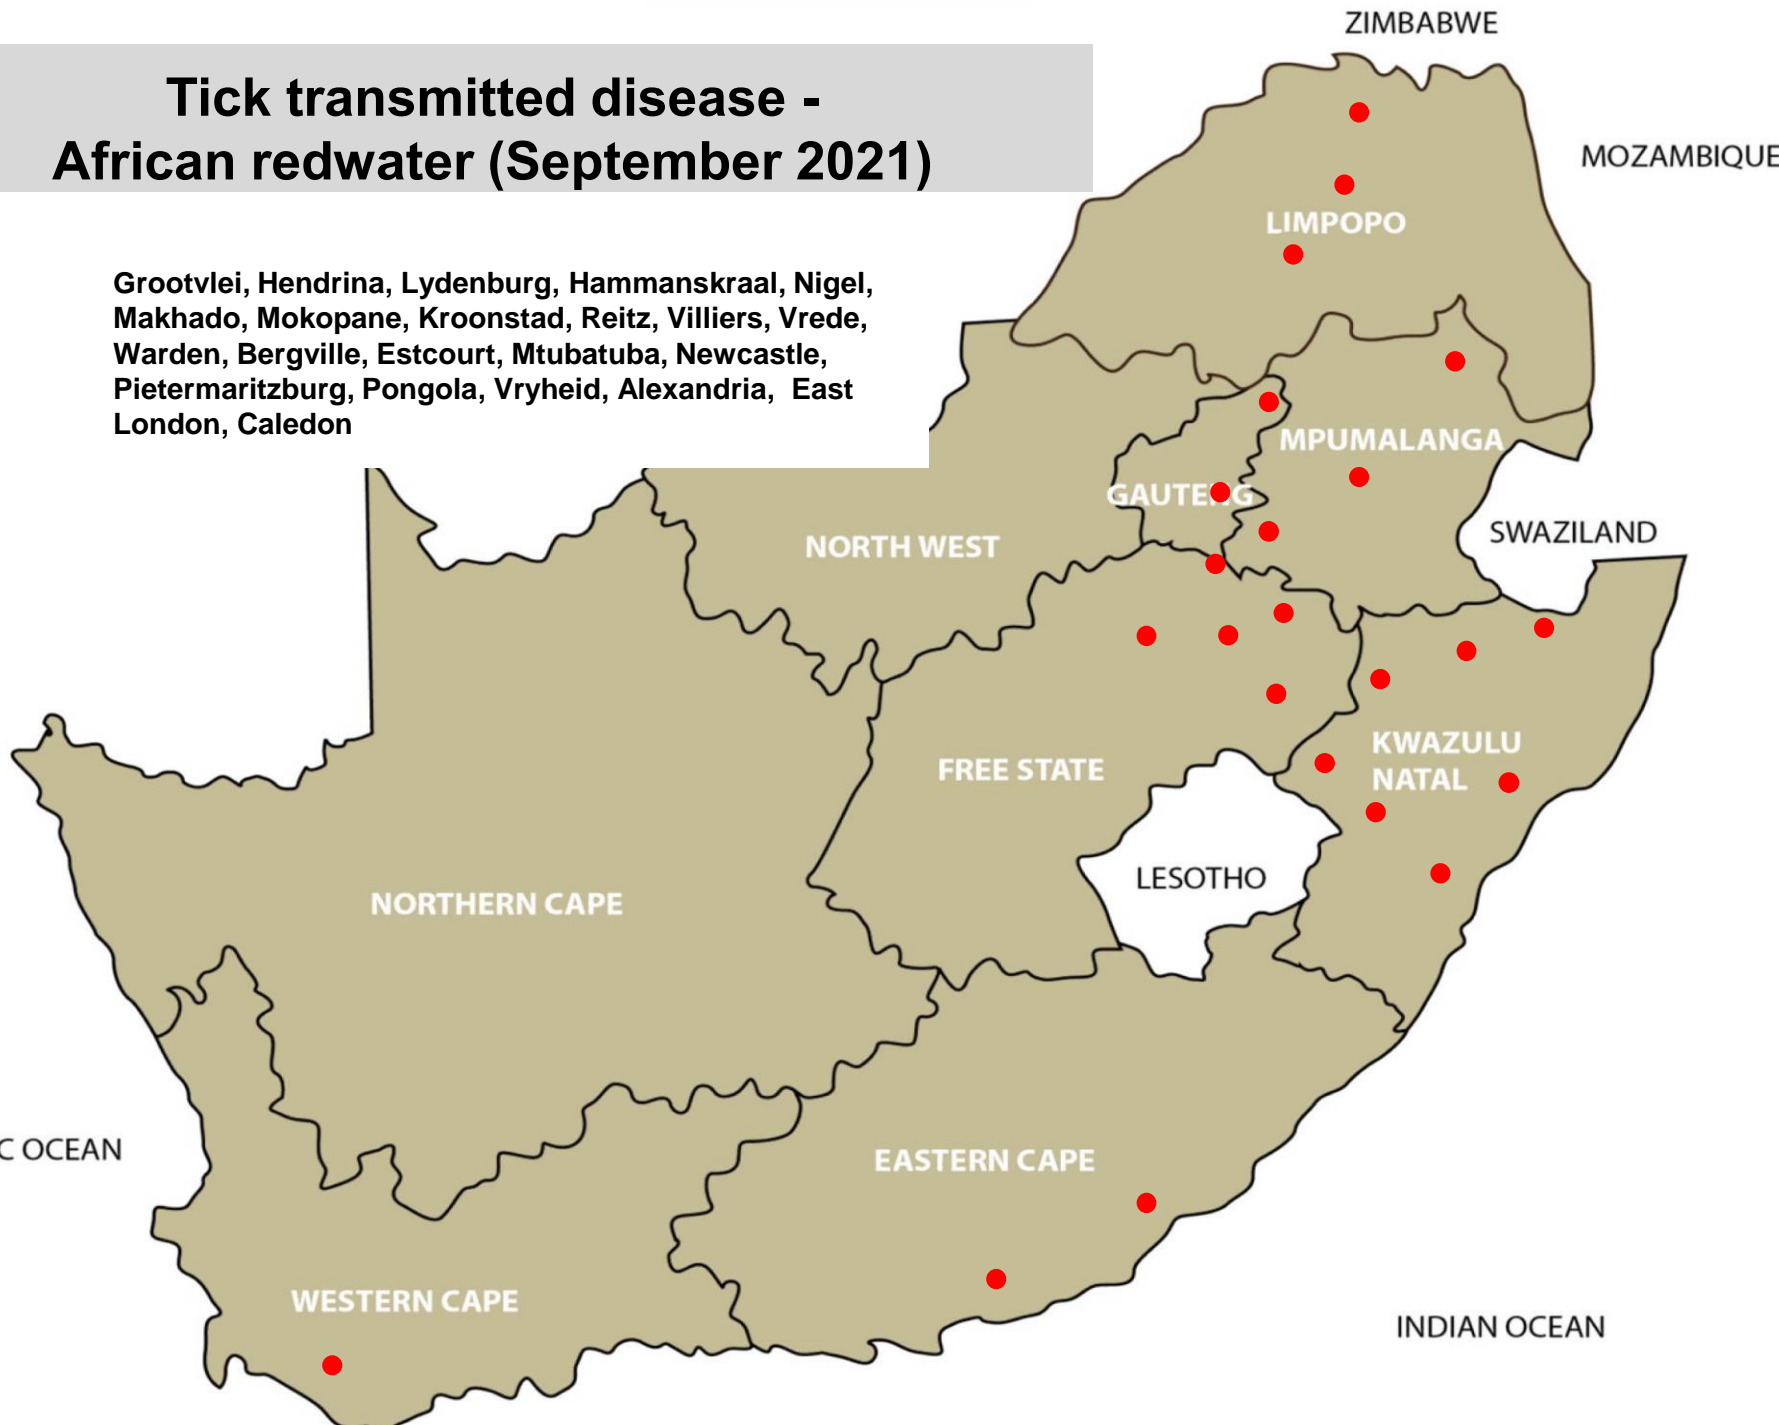 Tick transmitted disease -
African redwater (September 2021)
Grootvlei, Hendrina, Lydenburg, Hammanskraal, Nigel,
Makhado, Mokopane, Kroonstad, Reitz, Villiers, Vrede,
Warden, Bergville, Estcourt, Mtubatuba, Newcastle,
Pietermaritzburg, Pongola, Vryheid, Alexandria, East
London, Caledon
ZIMBABWE
MOZAMBIQUE
LIMPOPO
MPUMALANGA
GAUTENG
SWAZILAND
NORTH WEST
KWAZULU
NATAL
FREE STATE
LESOTHO
NORTHERN CAPE
C OCEAN
EASTERN CAPE
WESTERN CAPE
INDIAN OCEAN